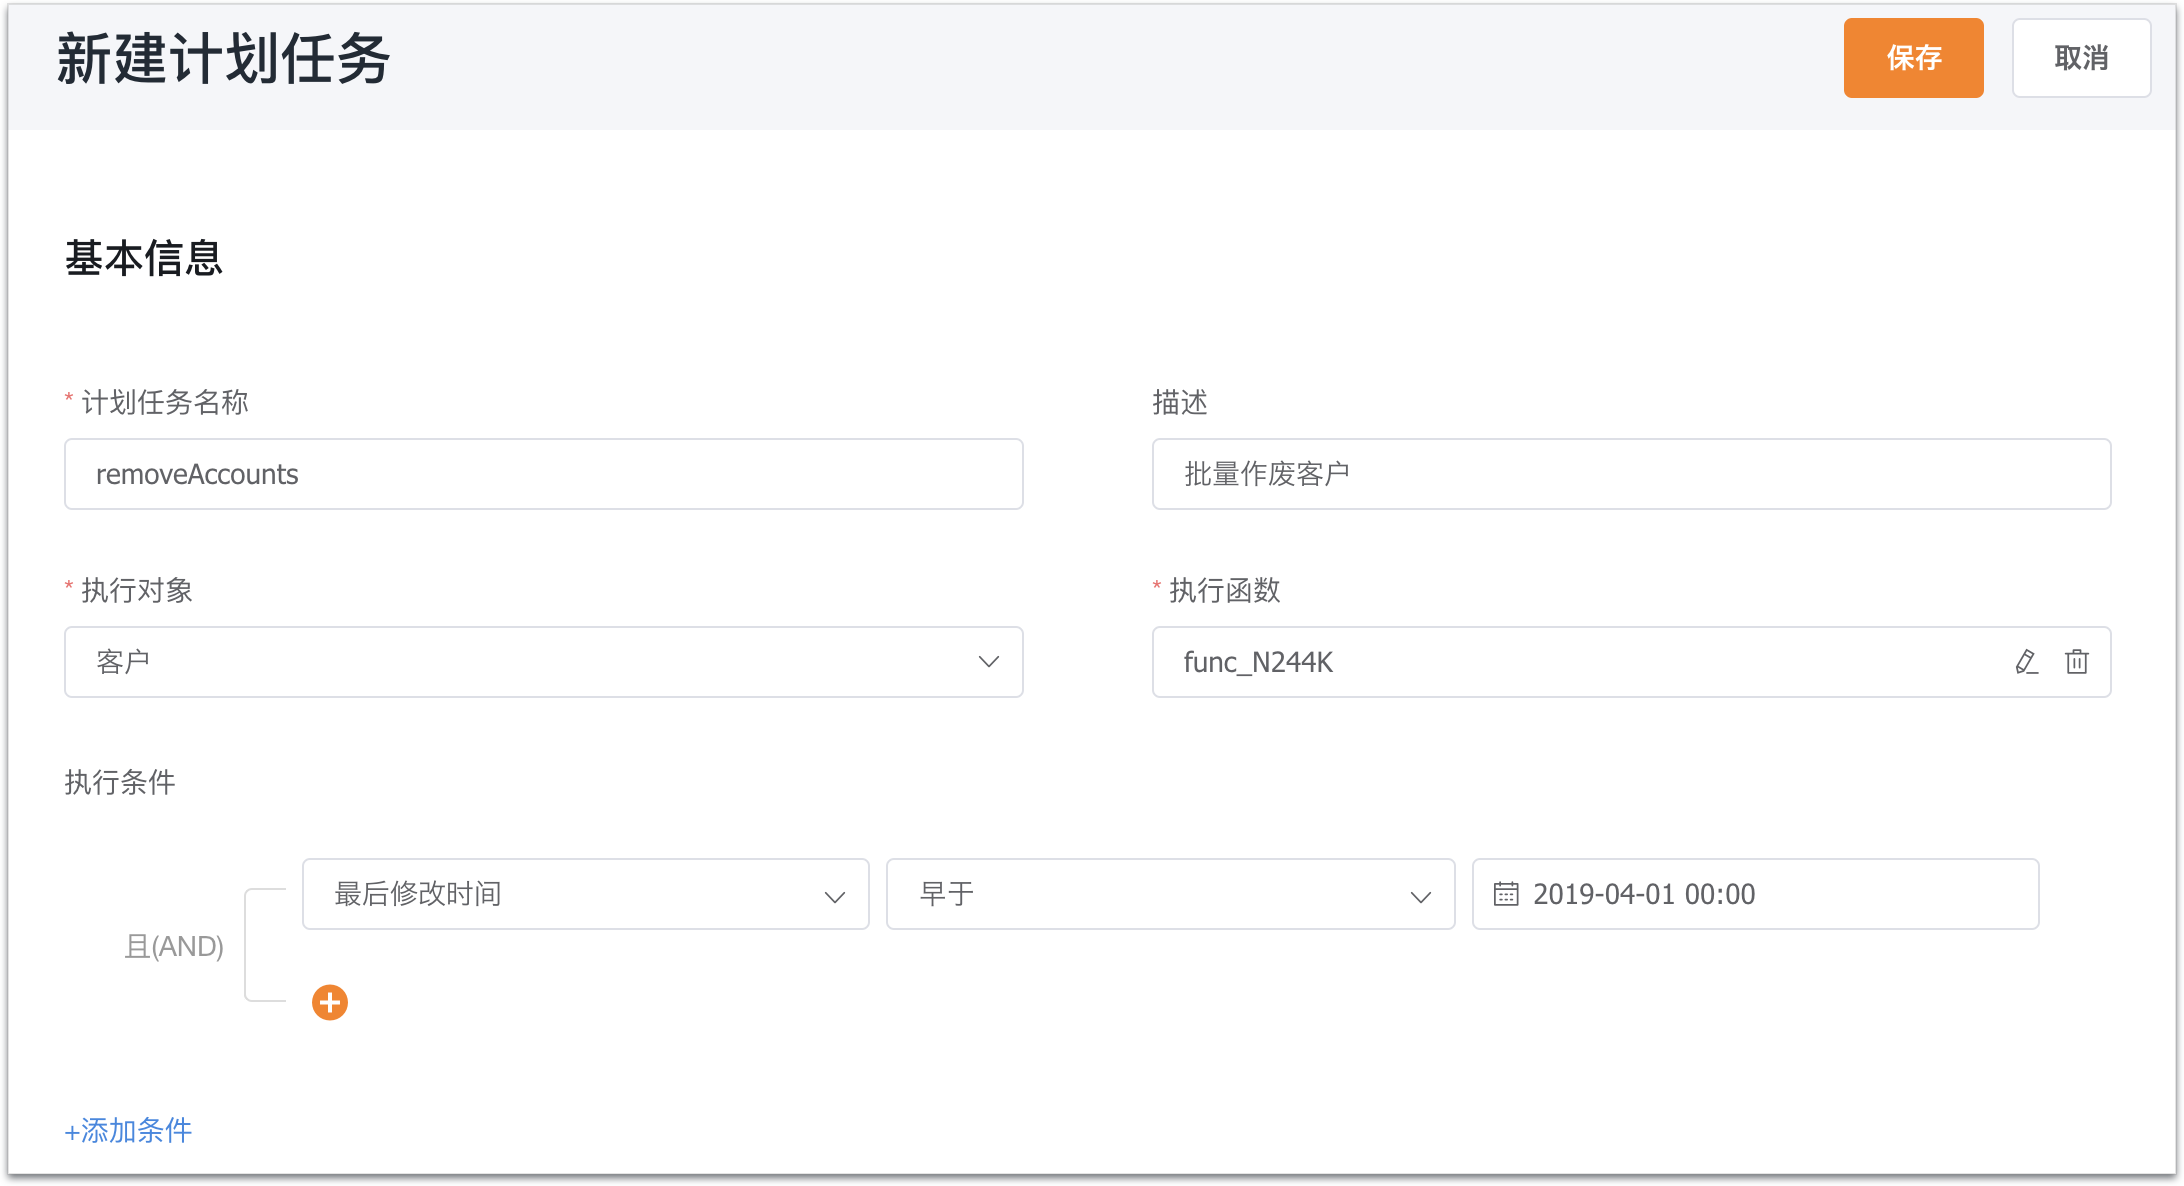 新建计划任务
保存
取消
基本信息
* 计划任务名称
描述
removeAccounts
批量作废客户
* 执行对象
* 执行函数
客户
func_N244K
执行条件
且(AND)
最后修改时间
早于
2019-04-01 00:00
+添加条件